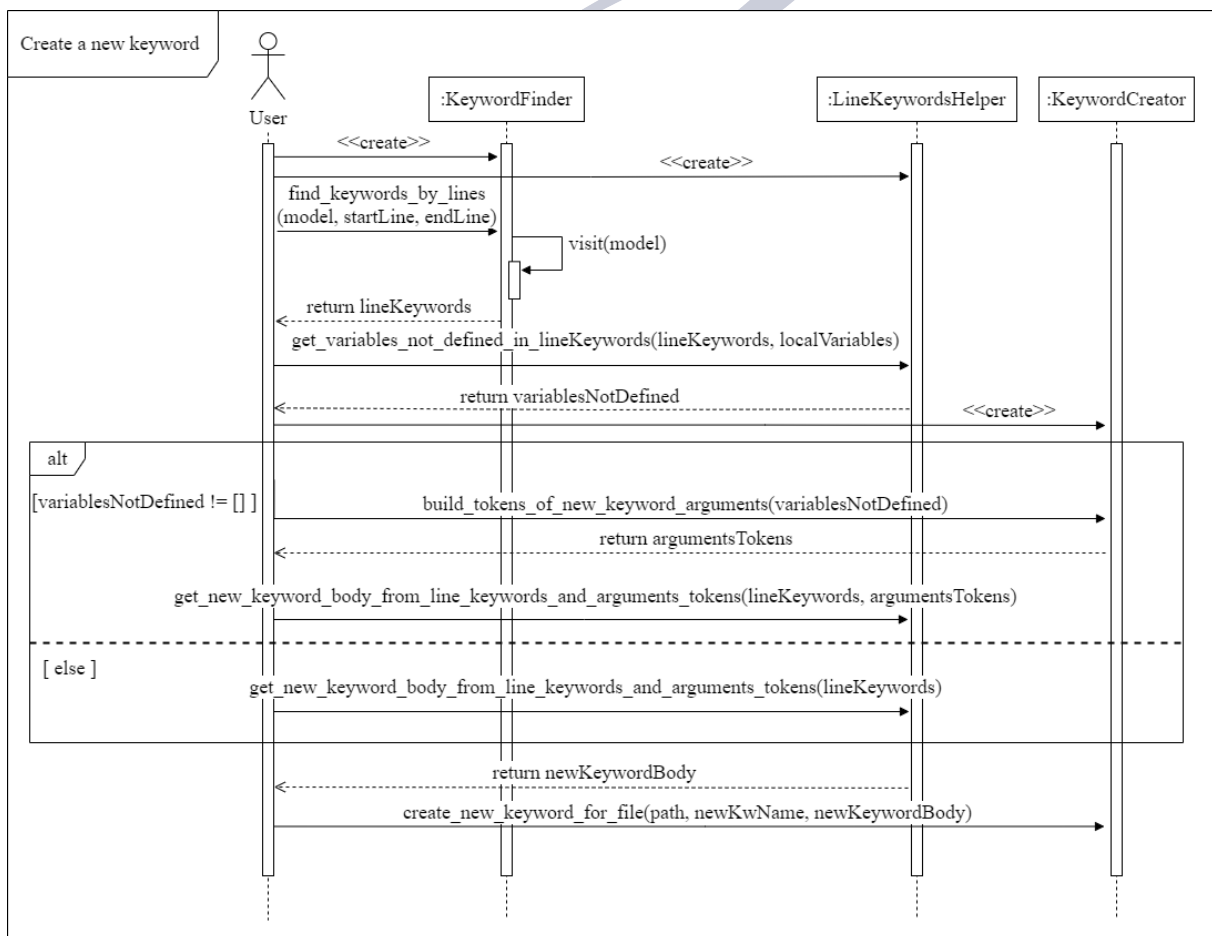 Create a new keyword
User
:KeywordFinder
:LineKeywordsHelper
:KeywordCreator
<<create>>
<<create>>
find_keywords_by_lines
(model, startLine, endLine)
visit(model)
return lineKeywords
get_variables_not_defined_in_lineKeywords(lineKeywords, localVariables)
return variablesNotDefined
<<create>>
alt
[variablesNotDefined != [] ]
build_tokens_of_new_keyword_arguments(variablesNotDefined)
return argumentsTokens
get_new_keyword_body_from_line_keywords_and_arguments_tokens(lineKeywords, argumentsTokens)
[ else ]
get_new_keyword_body_from_line_keywords_and_arguments_tokens(lineKeywords)
return newKeywordBody
create_new_keyword_for_file(path, newKwName, newKeywordBody)